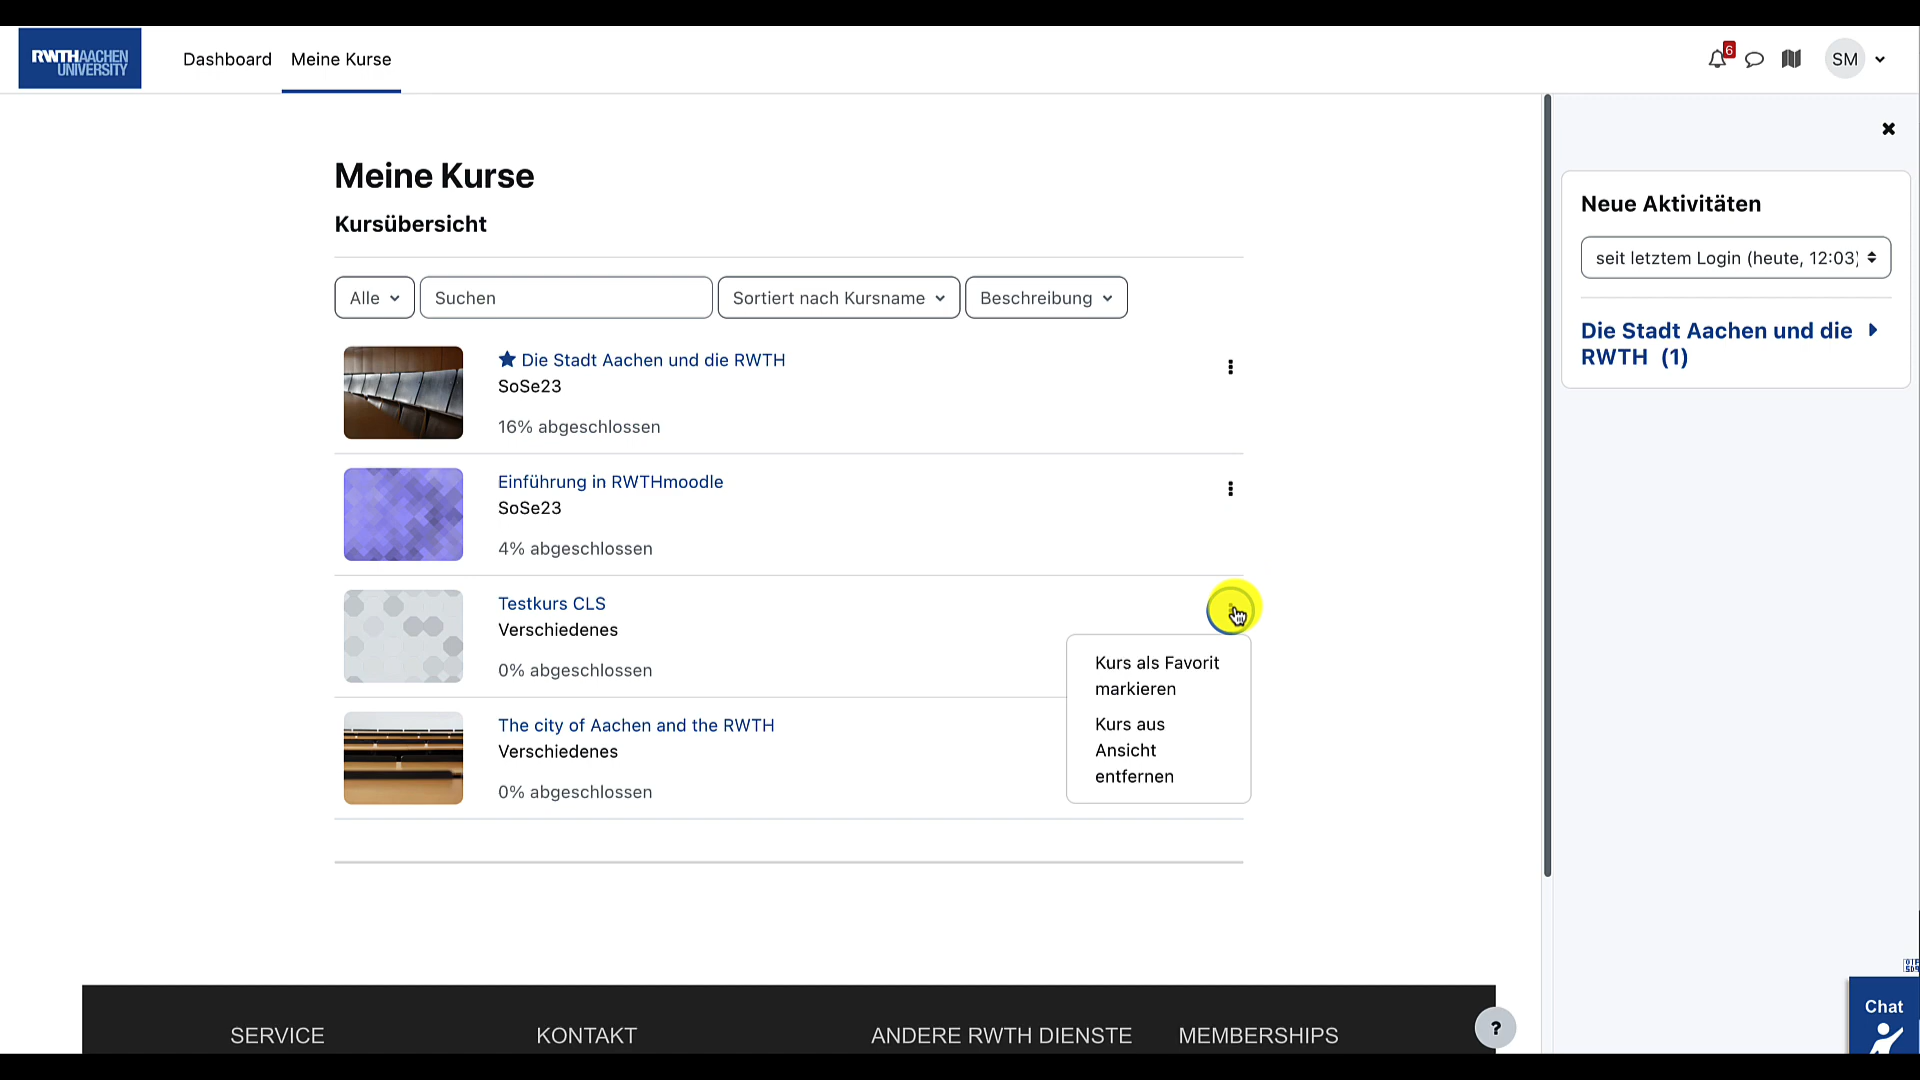 RWTHAACHEN
UNIVERSITY
Dashboard
Meine Kurse
6
SM
Meine Kurse
Kursübersicht
Alle
Suchen
Sortiert nach Kursname
Beschreibung
Die Stadt Aachen und die RWTH
SoSe23
16% abgeschlossen
Einführung in RWTHmoodle
SoSe23
4% abgeschlossen
Testkurs CLS
Verschiedenes
0% abgeschlossen
Kurs als Favorit
markieren
Kurs aus
Ansicht
entfernen
The city of Aachen and the RWTH
Verschiedenes
0% abgeschlossen
Neue Aktivitäten
seit letztem Login (heute, 12:03)
Die Stadt Aachen und die
RWTH (1)
SERVICE
KONTAKT
ANDERE RWTH DIENSTE
MEMBERSHIPS
?
Chat